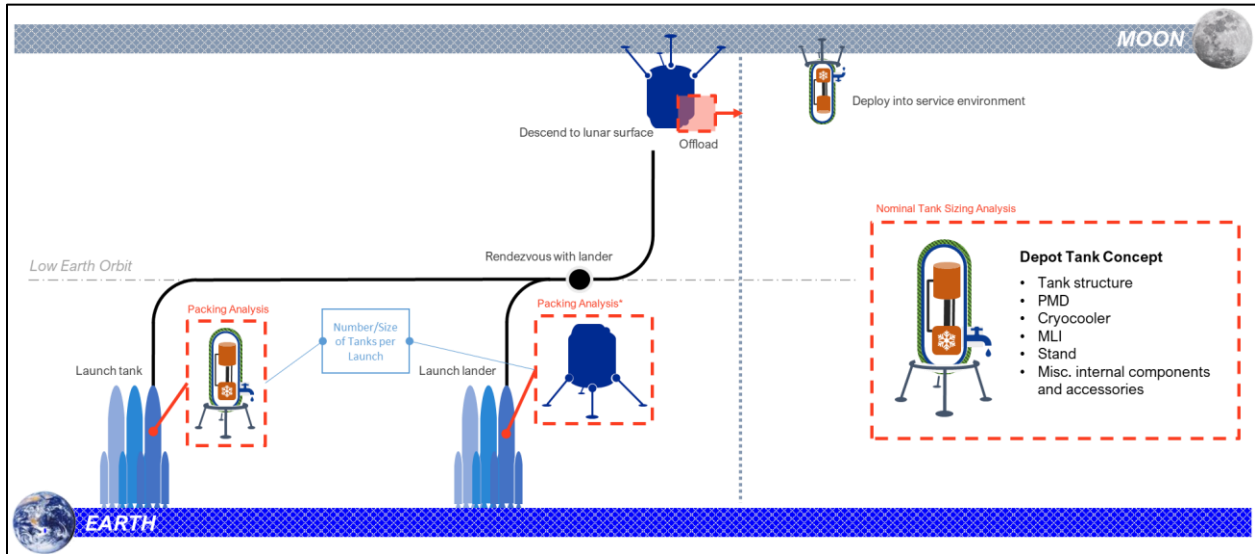 MOON
Deploy into service environment
Descend to lunar surface
Offload
Nominal Tank Sizing Analysis
Depot Tank Concept
• Tank structure
• PMD
• Cryocooler
• MLI
• Stand
• Misc. internal components
and accessories
Low Earth Orbit
Rendezvous with lander
Packing Analysis
Number/Size
of Tanks per
Launch
Packing Analysis*
Launch tank
Launch lander
EARTH